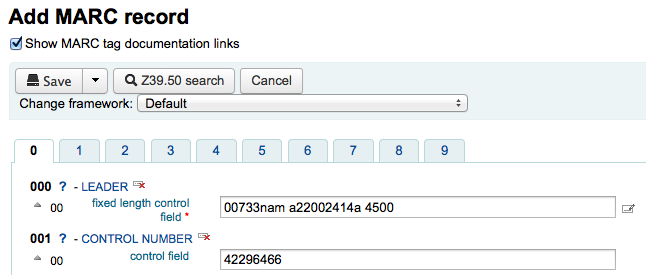 Add MARC record
Show MARC tag documentation links
Save Z39.50 search Cancel
Change framework: Default
0 1 2 3 4 5 6 7 8 9
000 ? - LEADER
00 fixed length control field * 00733nam a22002414a 4500
001 ? - CONTROL NUMBER
00 control field 42296466